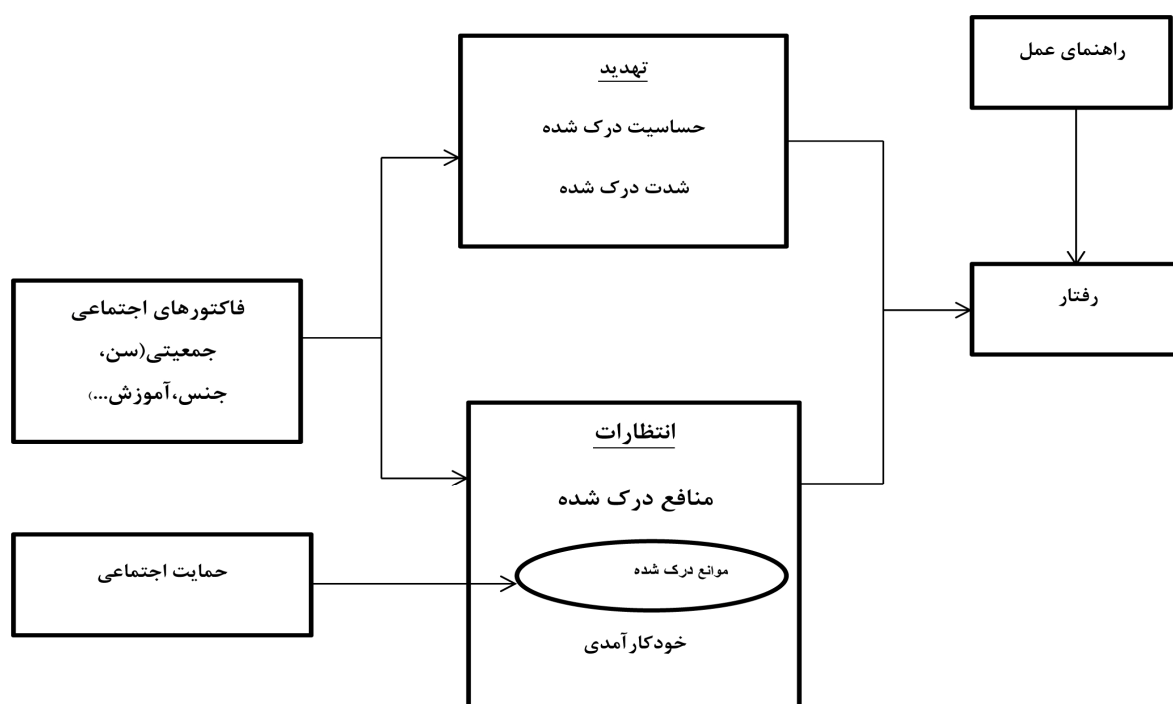 راهنمای عمل
تهدید
حساسیت درک شده
شدت درک شده
رفتار
فاکتورهای اجتماعی
جمعیتی(سن،
جنس،آموزش...)
انتظارات
منافع درک شده
موانع درک شده
خودکارآمدی
حمایت اجتماعی